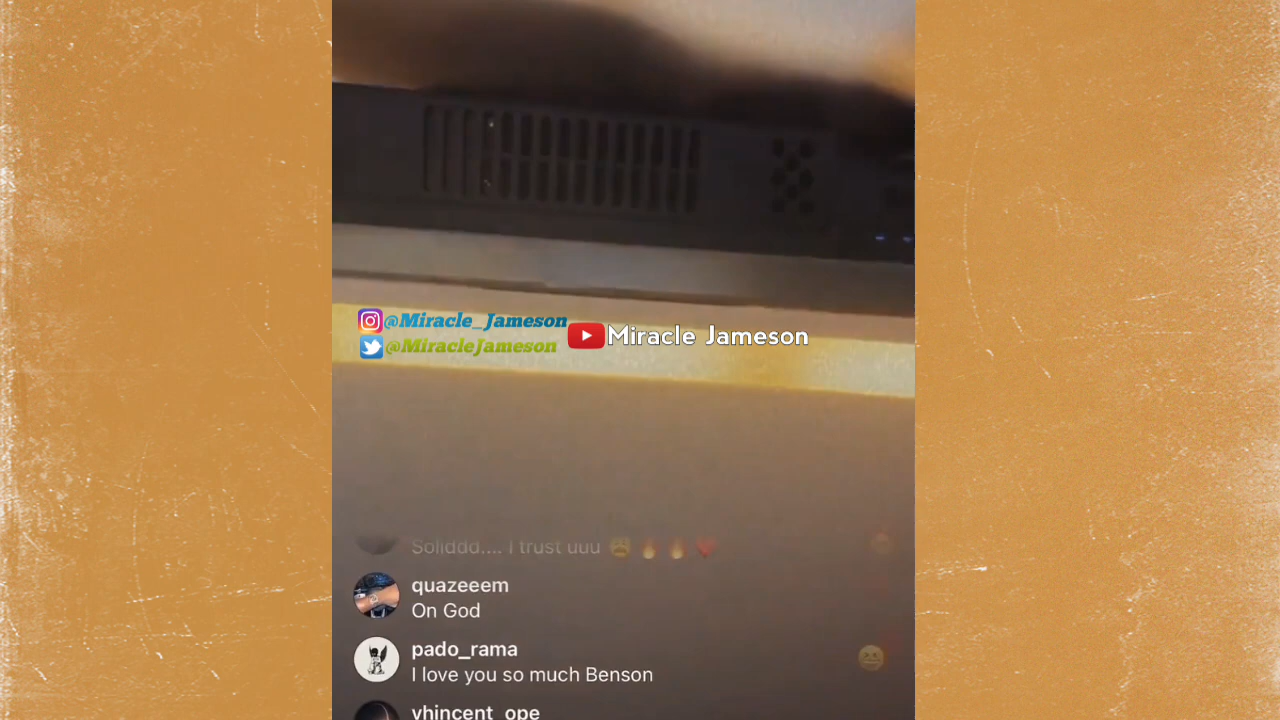 @Miracle_Jameson
@MiracleJameson
Miracle Jameson
Soliddd.... I trust uuu 😩 🔥 🔥 ❤️
quazeeem
On God
pado_rama
I love you so much Benson
vhincent_ope